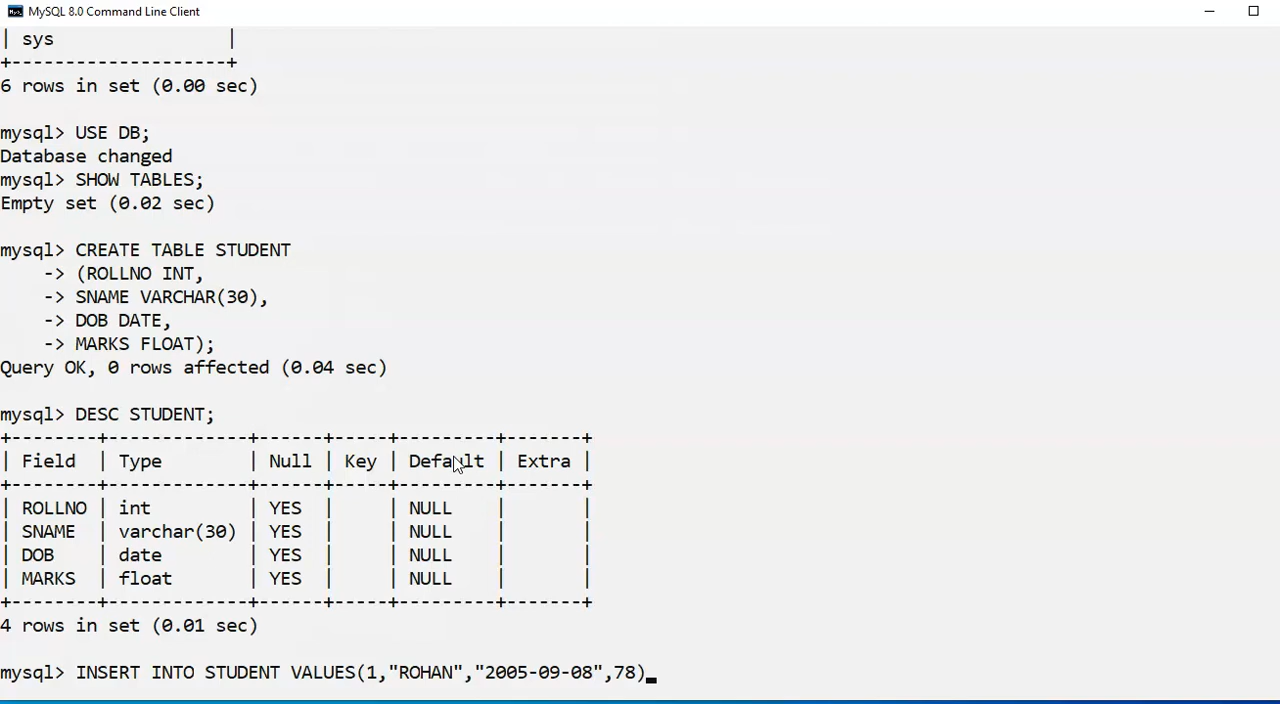 MySQL 8.0 Command Line Client
| sys                |
+--------------------+
6 rows in set (0.00 sec)
mysql> USE DB;
Database changed
mysql> SHOW TABLES;
Empty set (0.02 sec)
mysql> CREATE TABLE STUDENT
    -> (ROLLNO INT,
    -> SNAME VARCHAR(30),
    -> DOB DATE,
    -> MARKS FLOAT);
Query OK, 0 rows affected (0.04 sec)
mysql> DESC STUDENT;
+--------+-------------+------+-----+---------+-------+
| Field  | Type        | Null | Key | Default | Extra |
+--------+-------------+------+-----+---------+-------+
| ROLLNO | int         | YES  |     | NULL    |       |
| SNAME  | varchar(30) | YES  |     | NULL    |       |
| DOB    | date        | YES  |     | NULL    |       |
| MARKS  | float       | YES  |     | NULL    |       |
+--------+-------------+------+-----+---------+-------+
4 rows in set (0.01 sec)
mysql> INSERT INTO STUDENT VALUES(1,"ROHAN","2005-09-08",78)